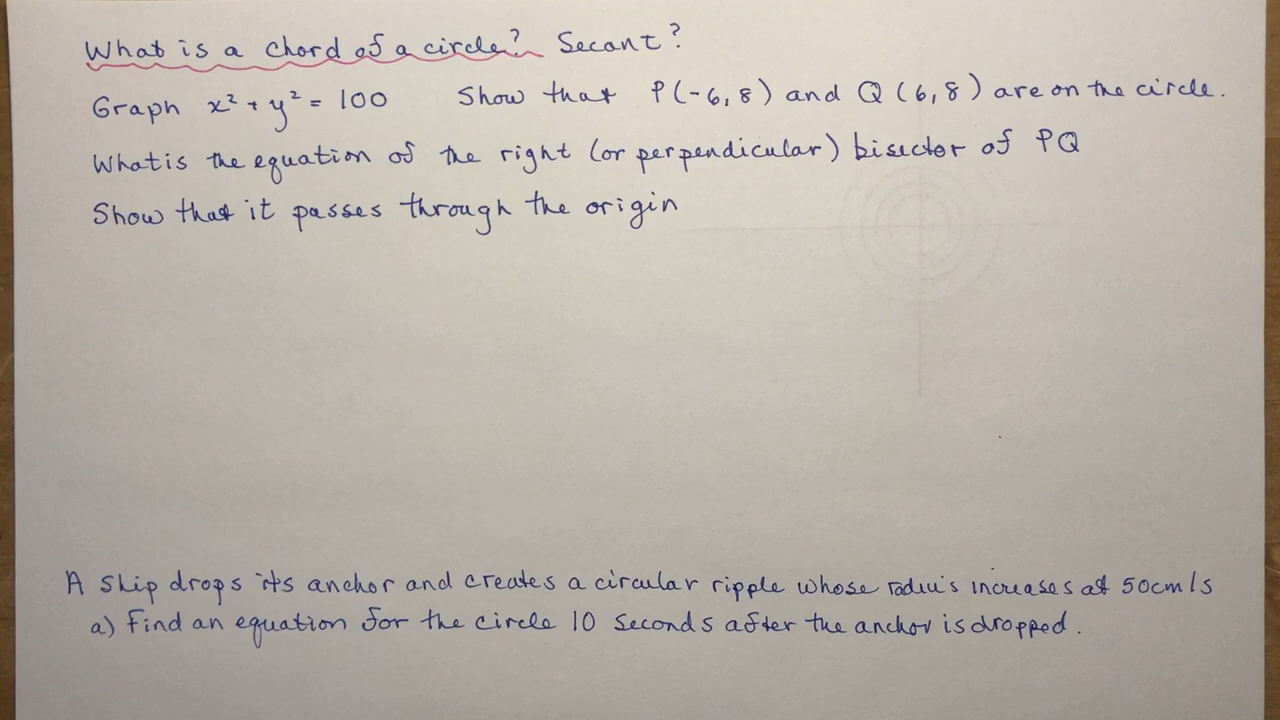 What is a chord of a circle? Secant?
Graph x² + y² = 100 Show that P(-6, 8) and Q (6, 8) are on the circle.
What is the equation of the right (or perpendicular) bisector of PQ
Show that it passes through the origin
A ship drops its anchor and creates a circular ripple whose radius increases at 50cm/s
a) Find an equation for the circle 10 seconds after the anchor is dropped.